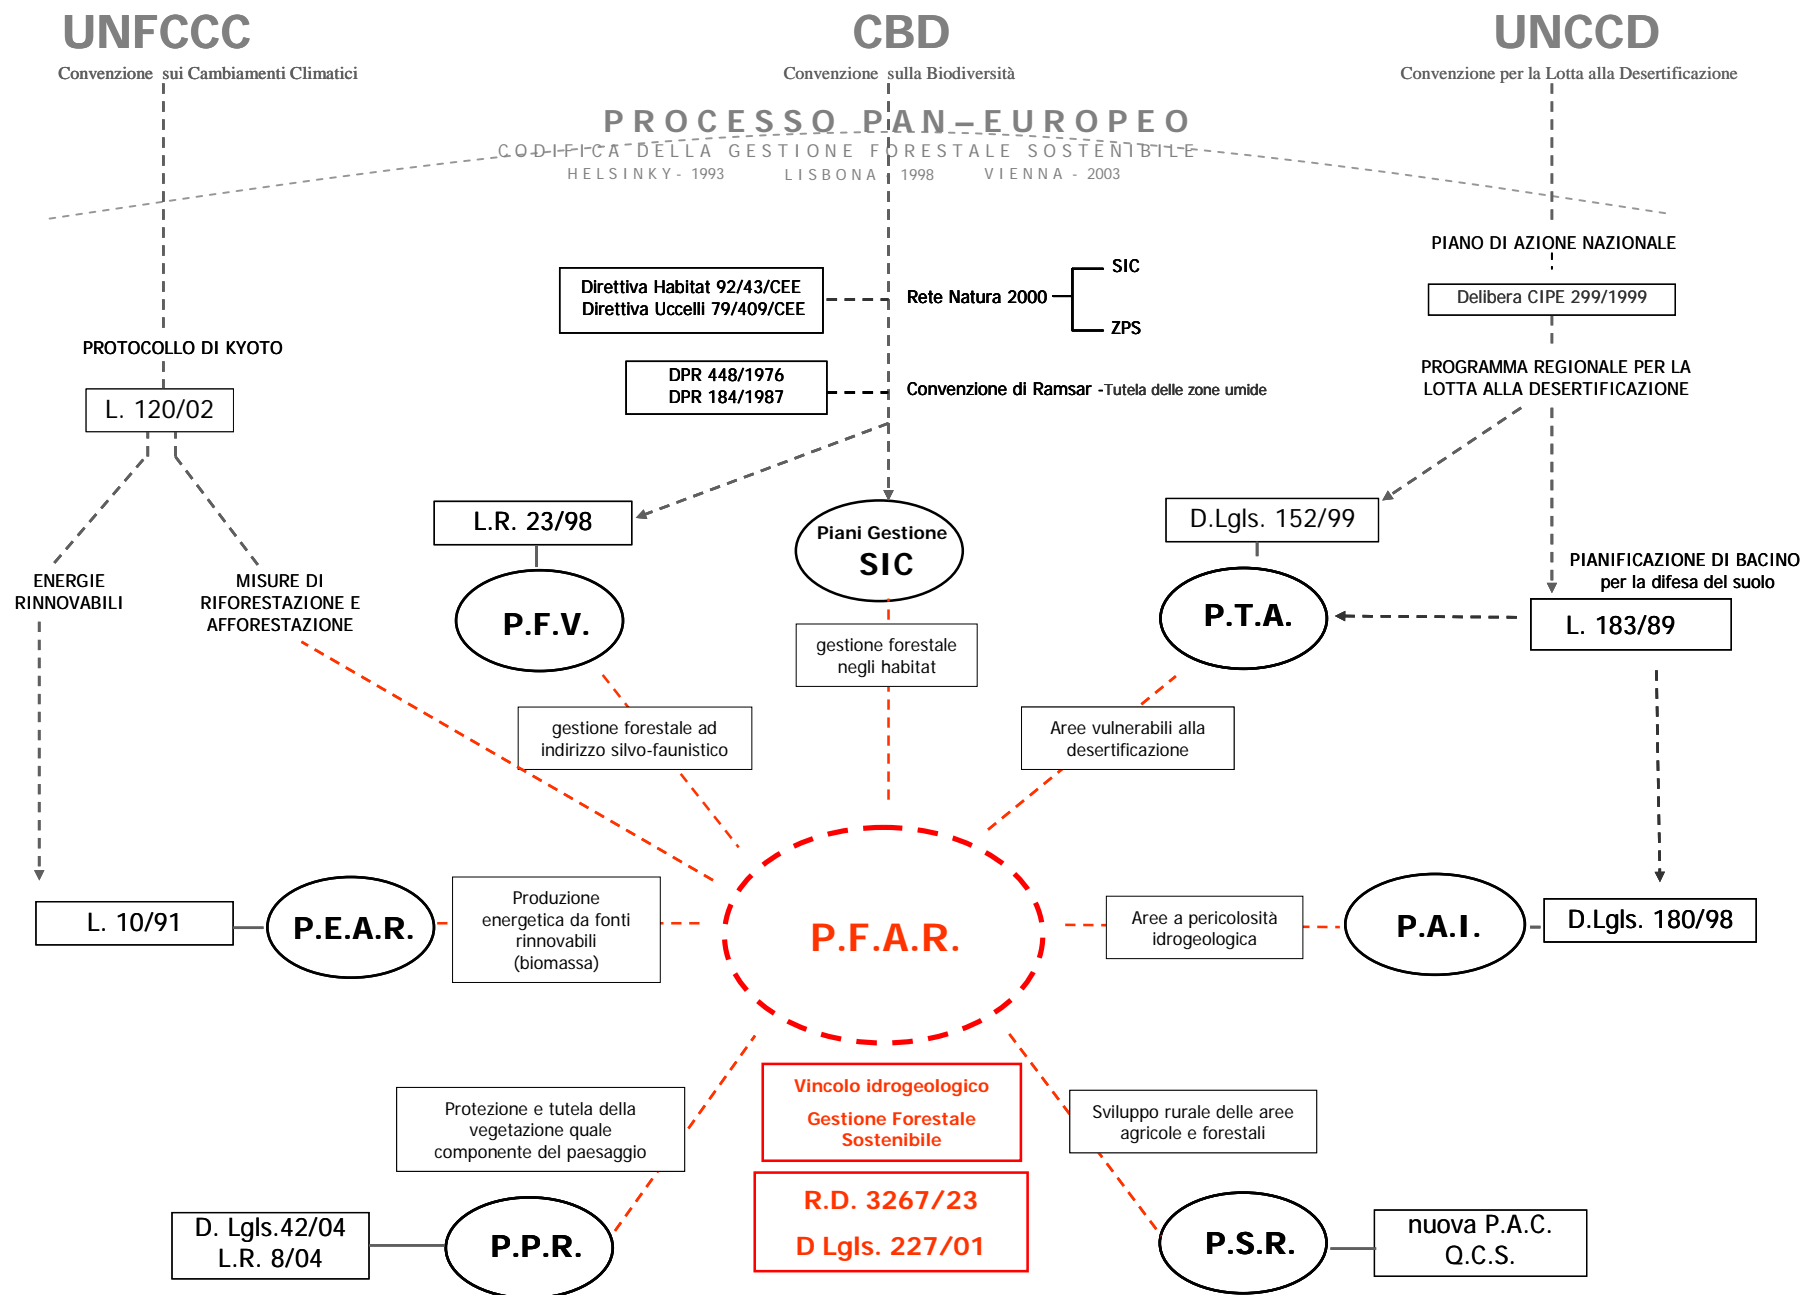 UNFCCC
Convenzione sui Cambiamenti Climatici
CBD
Convenzione sulla Biodiversità
UNCCD
Convenzione per la Lotta alla Desertificazione
PROCESSO PAN–EUROPEO
CODIFICA DELLA GESTIONE FORESTALE SOSTENIBILE
HELSINKY - 1993
LISBONA - 1998
VIENNA - 2003
PIANO DI AZIONE NAZIONALE
Delibera CIPE 299/1999
Direttiva Habitat 92/43/CEE
Direttiva Uccelli 79/409/CEE
Rete Natura 2000
SIC
ZPS
PROTOCOLLO DI KYOTO
L. 120/02
DPR 448/1976
DPR 184/1987
Convenzione di Ramsar -Tutela delle zone umide
PROGRAMMA REGIONALE PER LA
LOTTA ALLA DESERTIFICAZIONE
L.R. 23/98
Piani Gestione
SIC
D.Lgls. 152/99
ENERGIE
RINNOVABILI
MISURE DI
RIFORESTAZIONE E
AFFORESTAZIONE
P.F.V.
gestione forestale
negli habitat
P.T.A.
PIANIFICAZIONE DI BACINO
per la difesa del suolo
L. 183/89
gestione forestale ad
indirizzo silvo-faunistico
Aree vulnerabili alla
desertificazione
L. 10/91
P.E.A.R.
Produzione
energetica da fonti
rinnovabili
(biomassa)
P.F.A.R.
Aree a pericolosità
idrogeologica
P.A.I.
D.Lgls. 180/98
Protezione e tutela della
vegetazione quale
componente del paesaggio
Vincolo idrogeologico
Gestione Forestale
Sostenibile
Sviluppo rurale delle aree
agricole e forestali
D. Lgls.42/04
L.R. 8/04
P.P.R.
R.D. 3267/23
D Lgls. 227/01
P.S.R.
nuova P.A.C.
Q.C.S.